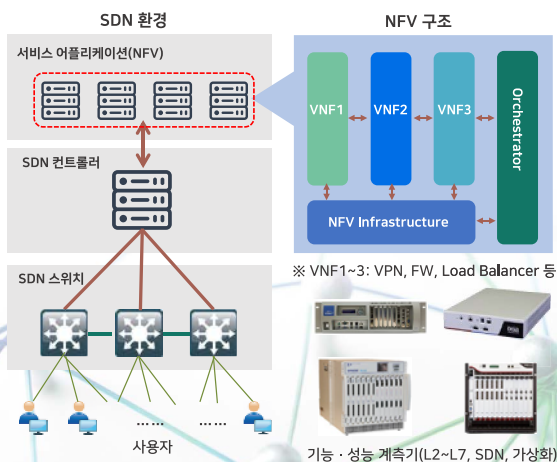 SDN 환경
서비스 어플리케이션(NFV)
SDN 컨트롤러
SDN 스위치
...... ......
사용자
NFV 구조
VNF1
VNF2
VNF3
Orchestrator
NFV Infrastructure
※ VNF1~3: VPN, FW, Load Balancer 등
기능 · 성능 계측기(L2~L7, SDN, 가상화)